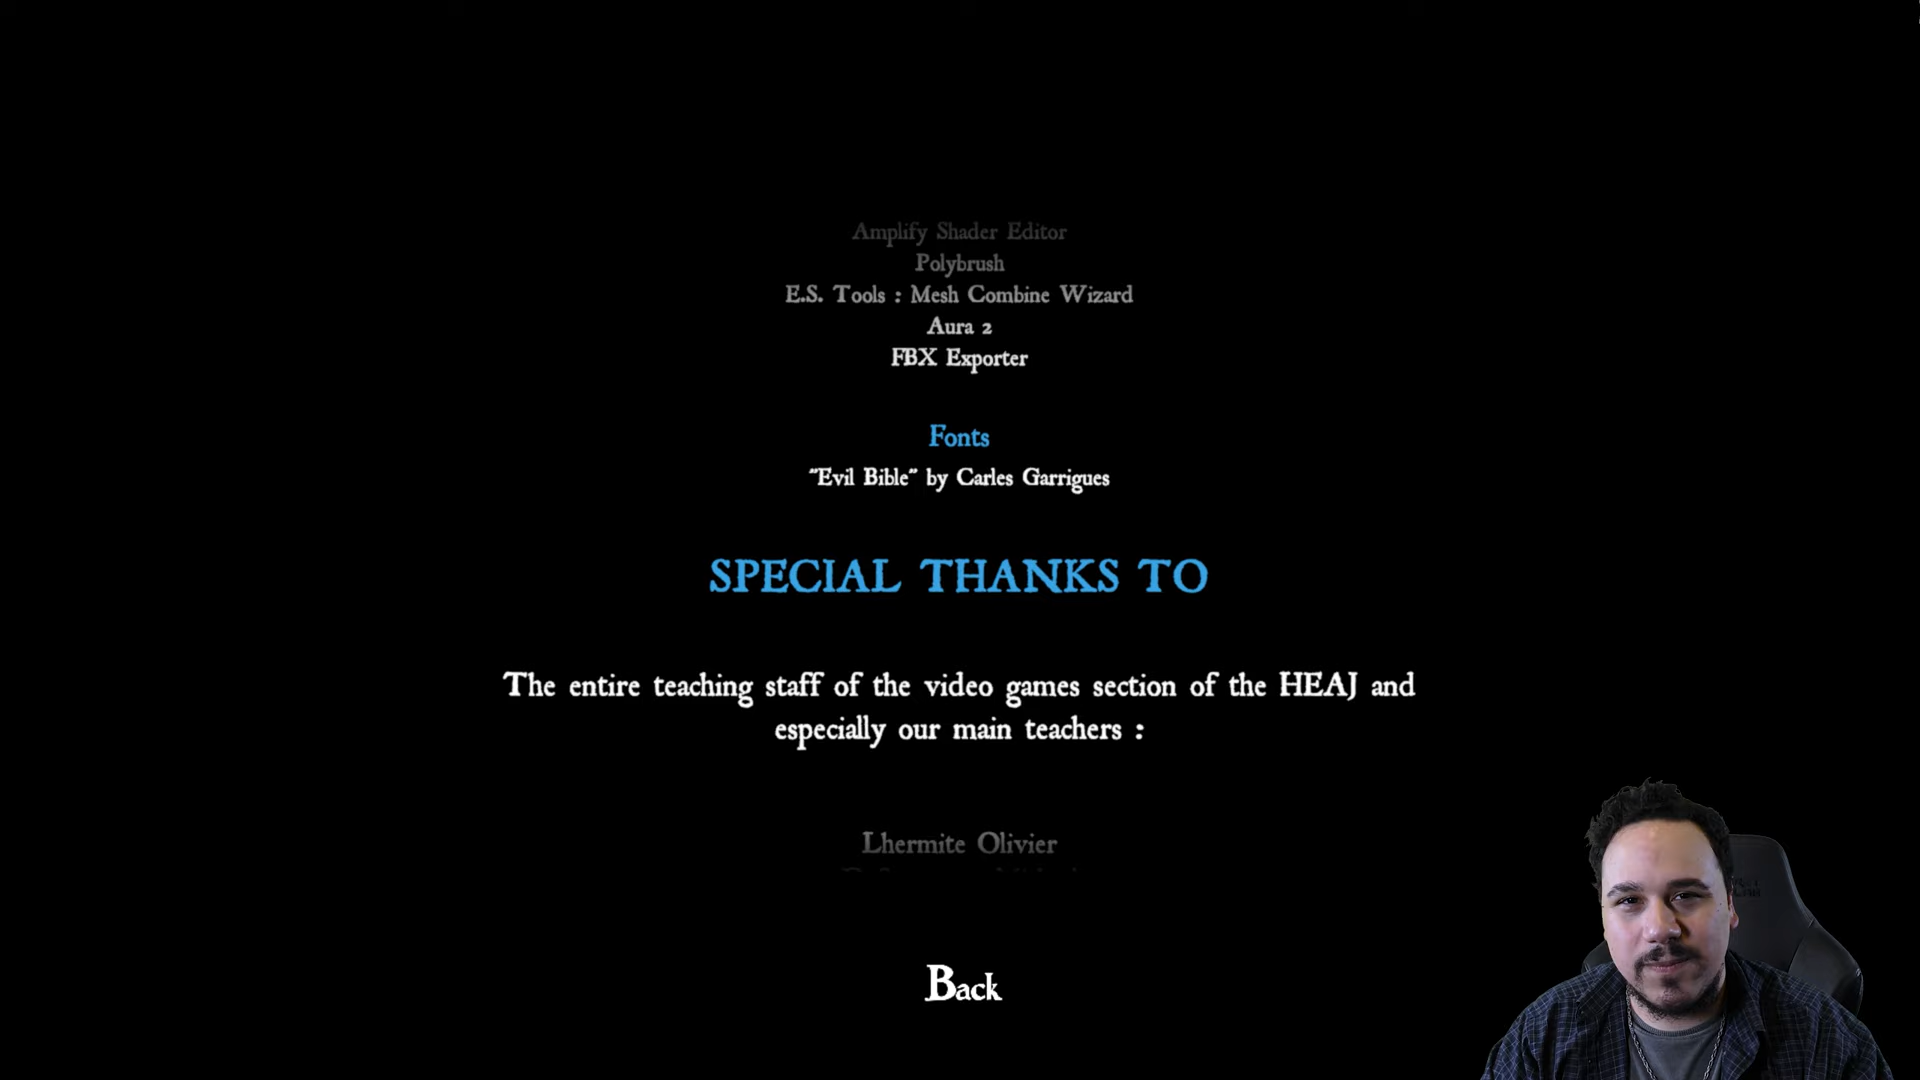 Amplify Shader Editor
Polybrush
E.S. Tools : Mesh Combine Wizard
Aura 2
FBX Exporter
Fonts
"Evil Bible" by Carles Garrigues
SPECIAL THANKS TO
The entire teaching staff of the video games section of the HEAJ and
especially our main teachers :
Lhermite Olivier
Back